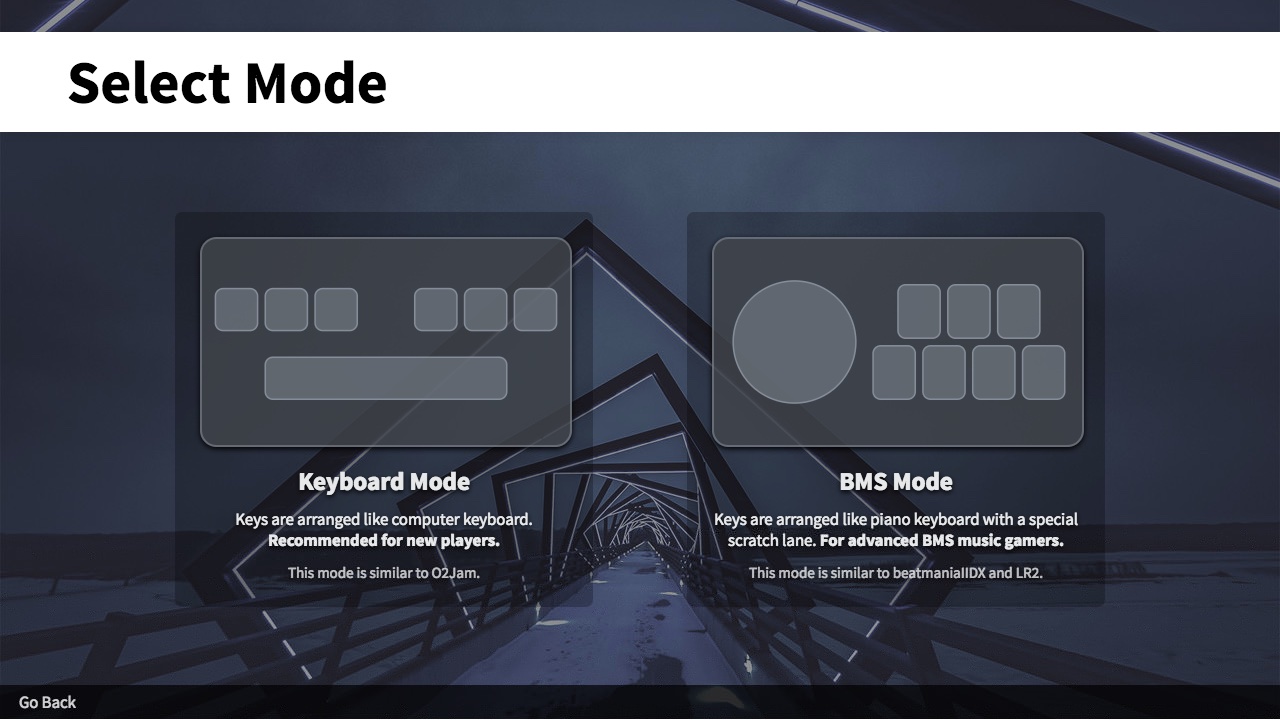 Select Mode
Keyboard Mode
Keys are arranged like computer keyboard.
Recommended for new players.
This mode is similar to O2Jam.
BMS Mode
Keys are arranged like piano keyboard with a special
scratch lane. For advanced BMS music gamers.
This mode is similar to beatmaniaIIDX and LR2.
Go Back